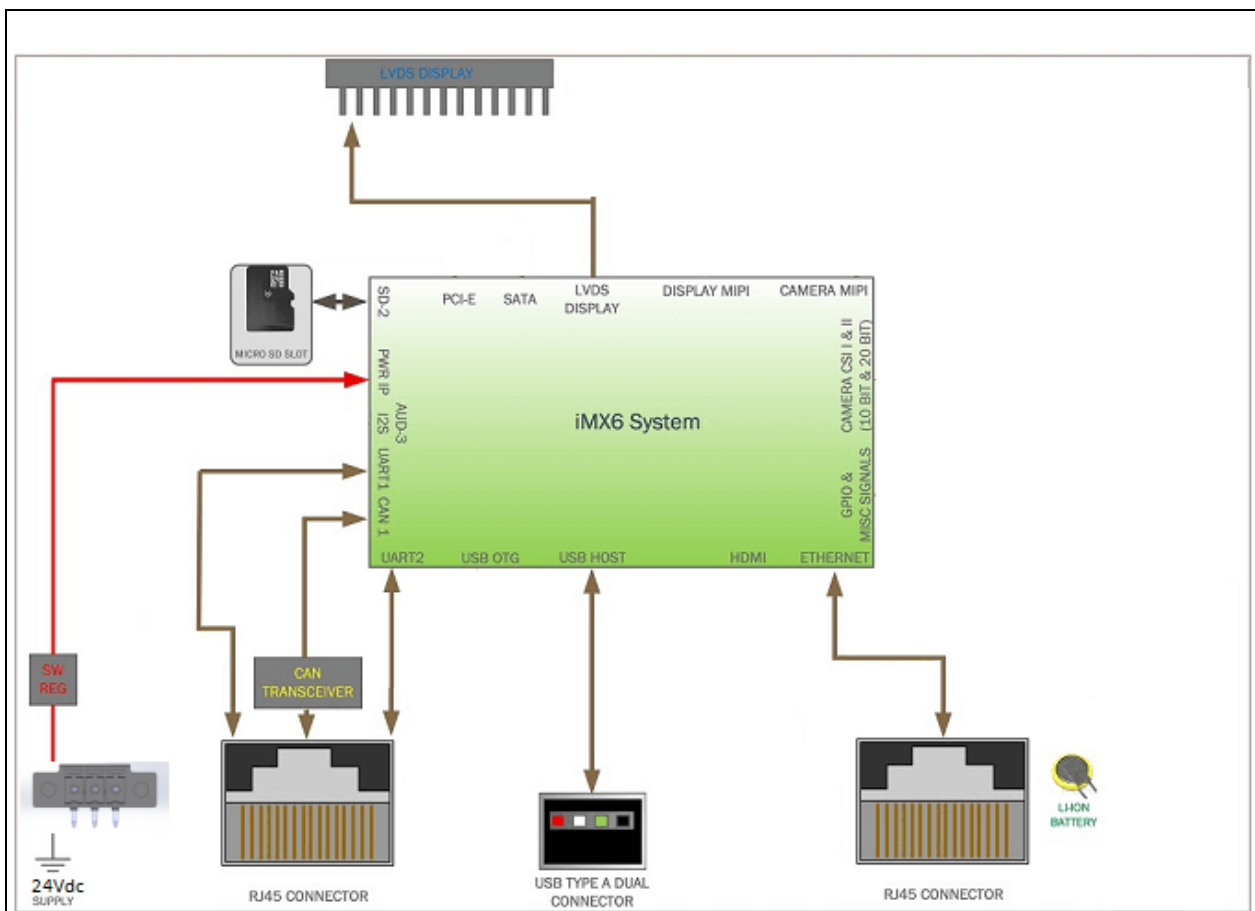 LVDS DISPLAY
SD-2
PCI-E
SATA
LVDS
DISPLAY
DISPLAY MIPI
CAMERA MIPI
MICRO SD SLOT
PWR IP
I2S
AUD-3
UART1
CAN 1
iMX6 System
CAMERA CSI I & II
(10 BIT & 20 BIT)
GPIO &
MISC SIGNALS
UART2
USB OTG
USB HOST
HDMI
ETHERNET
SW
REG
CAN
TRANSCEIVER
24Vdc
SUPPLY
RJ45 CONNECTOR
USB TYPE A DUAL
CONNECTOR
RJ45 CONNECTOR
LI-ION
BATTERY